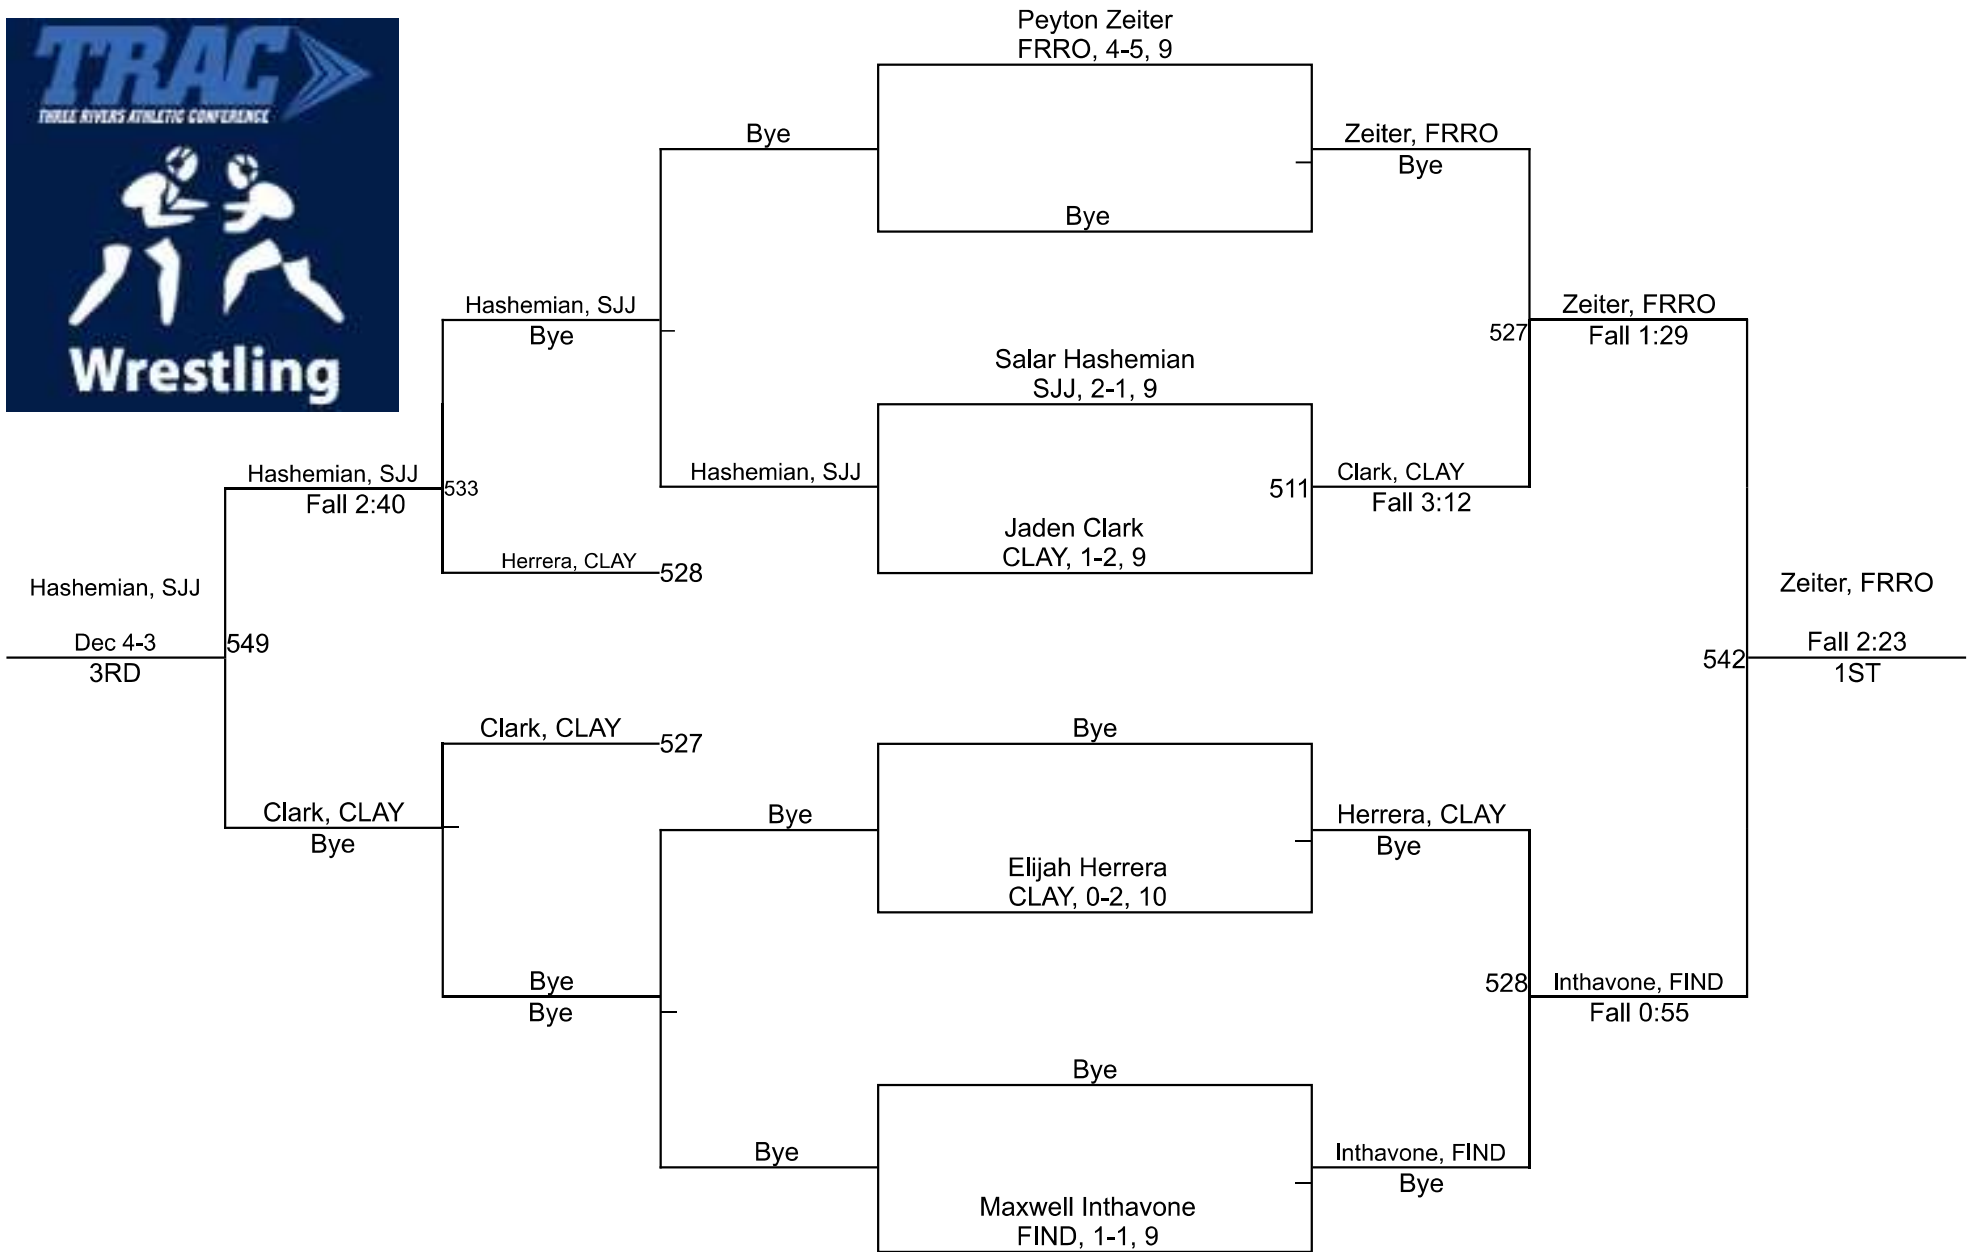 TRAC
THREE RIVERS ATHLETIC CONFERENCE
Wrestling
Peyton Zeiter
FRRO, 4-5, 9
Bye
Zeiter, FRRO
Bye
Bye
Hashemian, SJJ
Bye
Zeiter, FRRO
527
Fall 1:29
Salar Hashemian
SJJ, 2-1, 9
Hashemian, SJJ
533
Fall 2:40
Hashemian, SJJ
511
Clark, CLAY
Fall 3:12
Jaden Clark
CLAY, 1-2, 9
Herrera, CLAY
528
Hashemian, SJJ
Zeiter, FRRO
Dec 4-3
549
3RD
542
Fall 2:23
1ST
Clark, CLAY
527
Bye
Clark, CLAY
Bye
Bye
Herrera, CLAY
Bye
Elijah Herrera
CLAY, 0-2, 10
Bye
Bye
528
Inthavone, FIND
Fall 0:55
Bye
Bye
Inthavone, FIND
Bye
Maxwell Inthavone
FIND, 1-1, 9